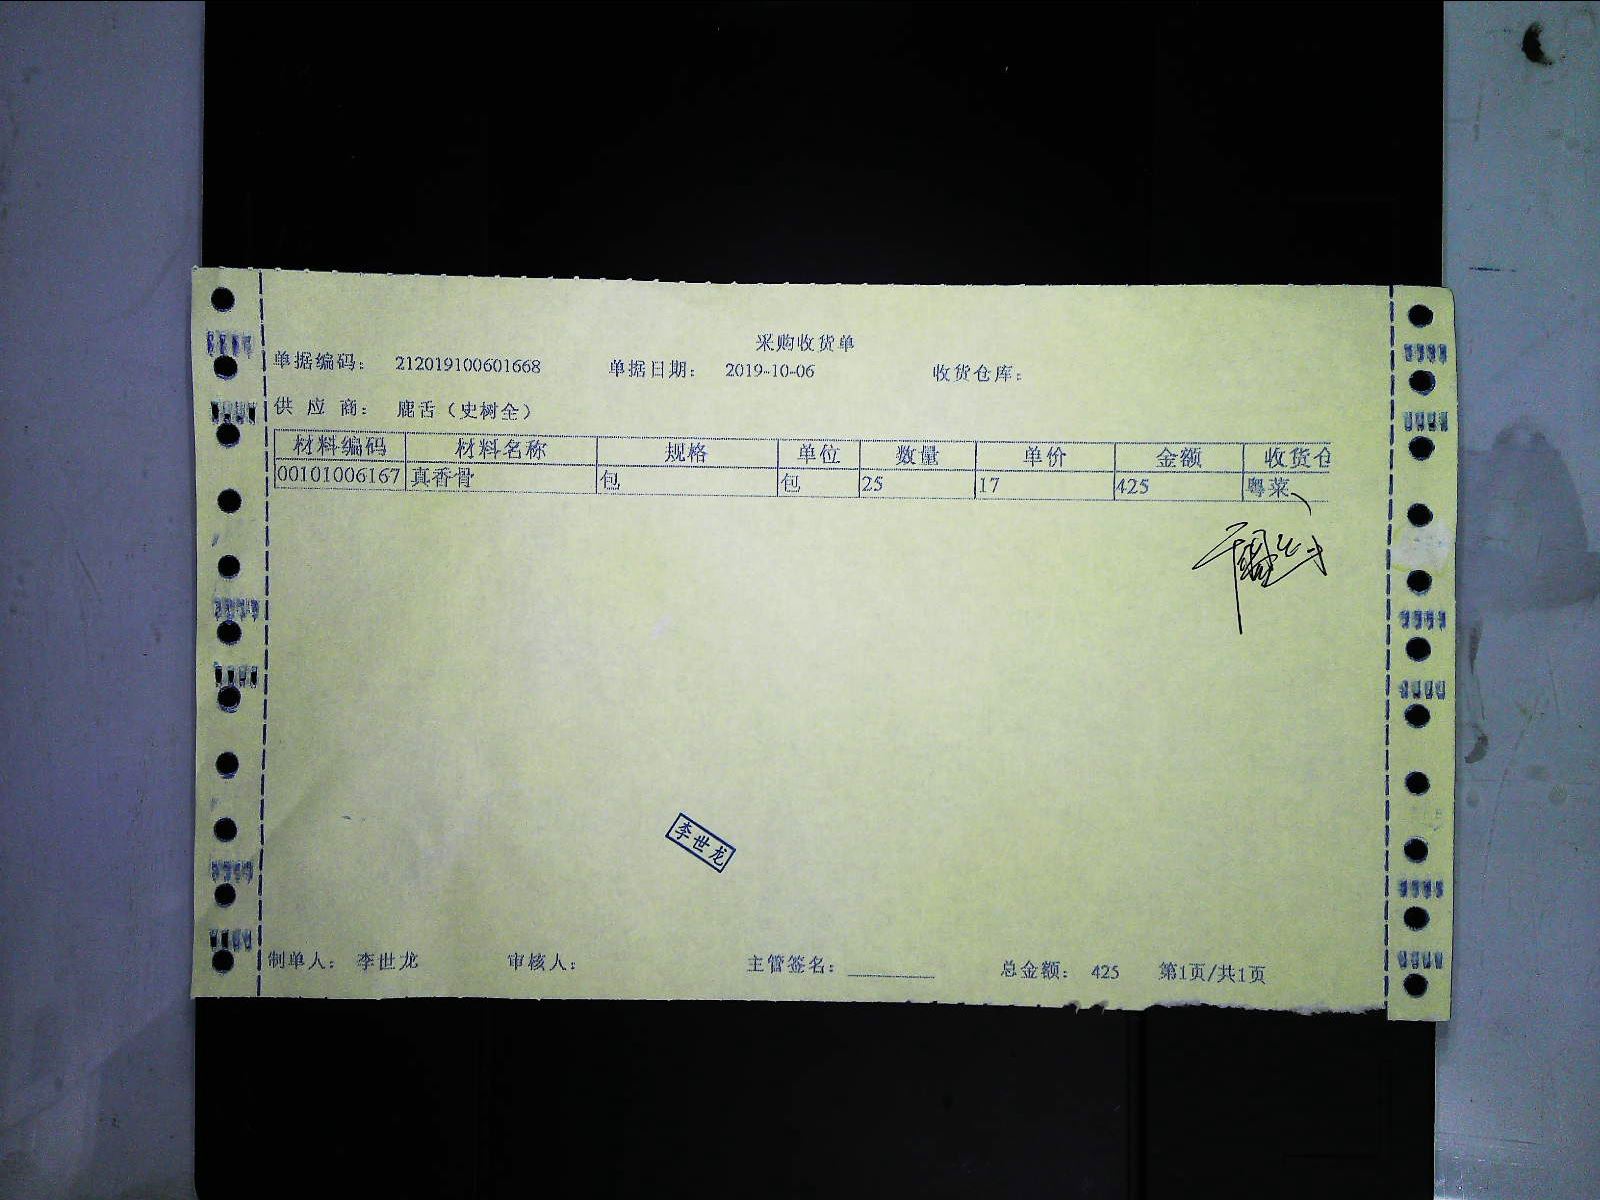 采购收货单
单据编码： 212019100601668 单据日期： 2019-10-06 收货仓库：
供 应 商： 鹿舌（史树全）
材料编码 材料名称 规格 单位 数量 单价 金额 收货仓
00101006167 真香骨 包 包 25 17 425 粤菜
李世龙
制单人： 李世龙 审核人： 主管签名： 总金额： 425 第1页/共1页